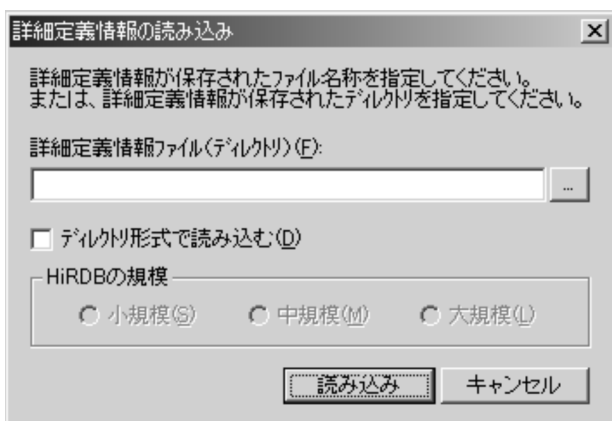 詳細定義情報の読み込み
詳細定義情報が保存されたファイル名称を指定してください。
または、詳細定義情報が保存されたディレクトリを指定してください。
詳細定義情報ファイル(ディレクトリ)(F):
...
ディレクトリ形式で読み込む(D)
HiRDBの規模
小規模(S) 中規模(M) 大規模(L)
読み込み キャンセル